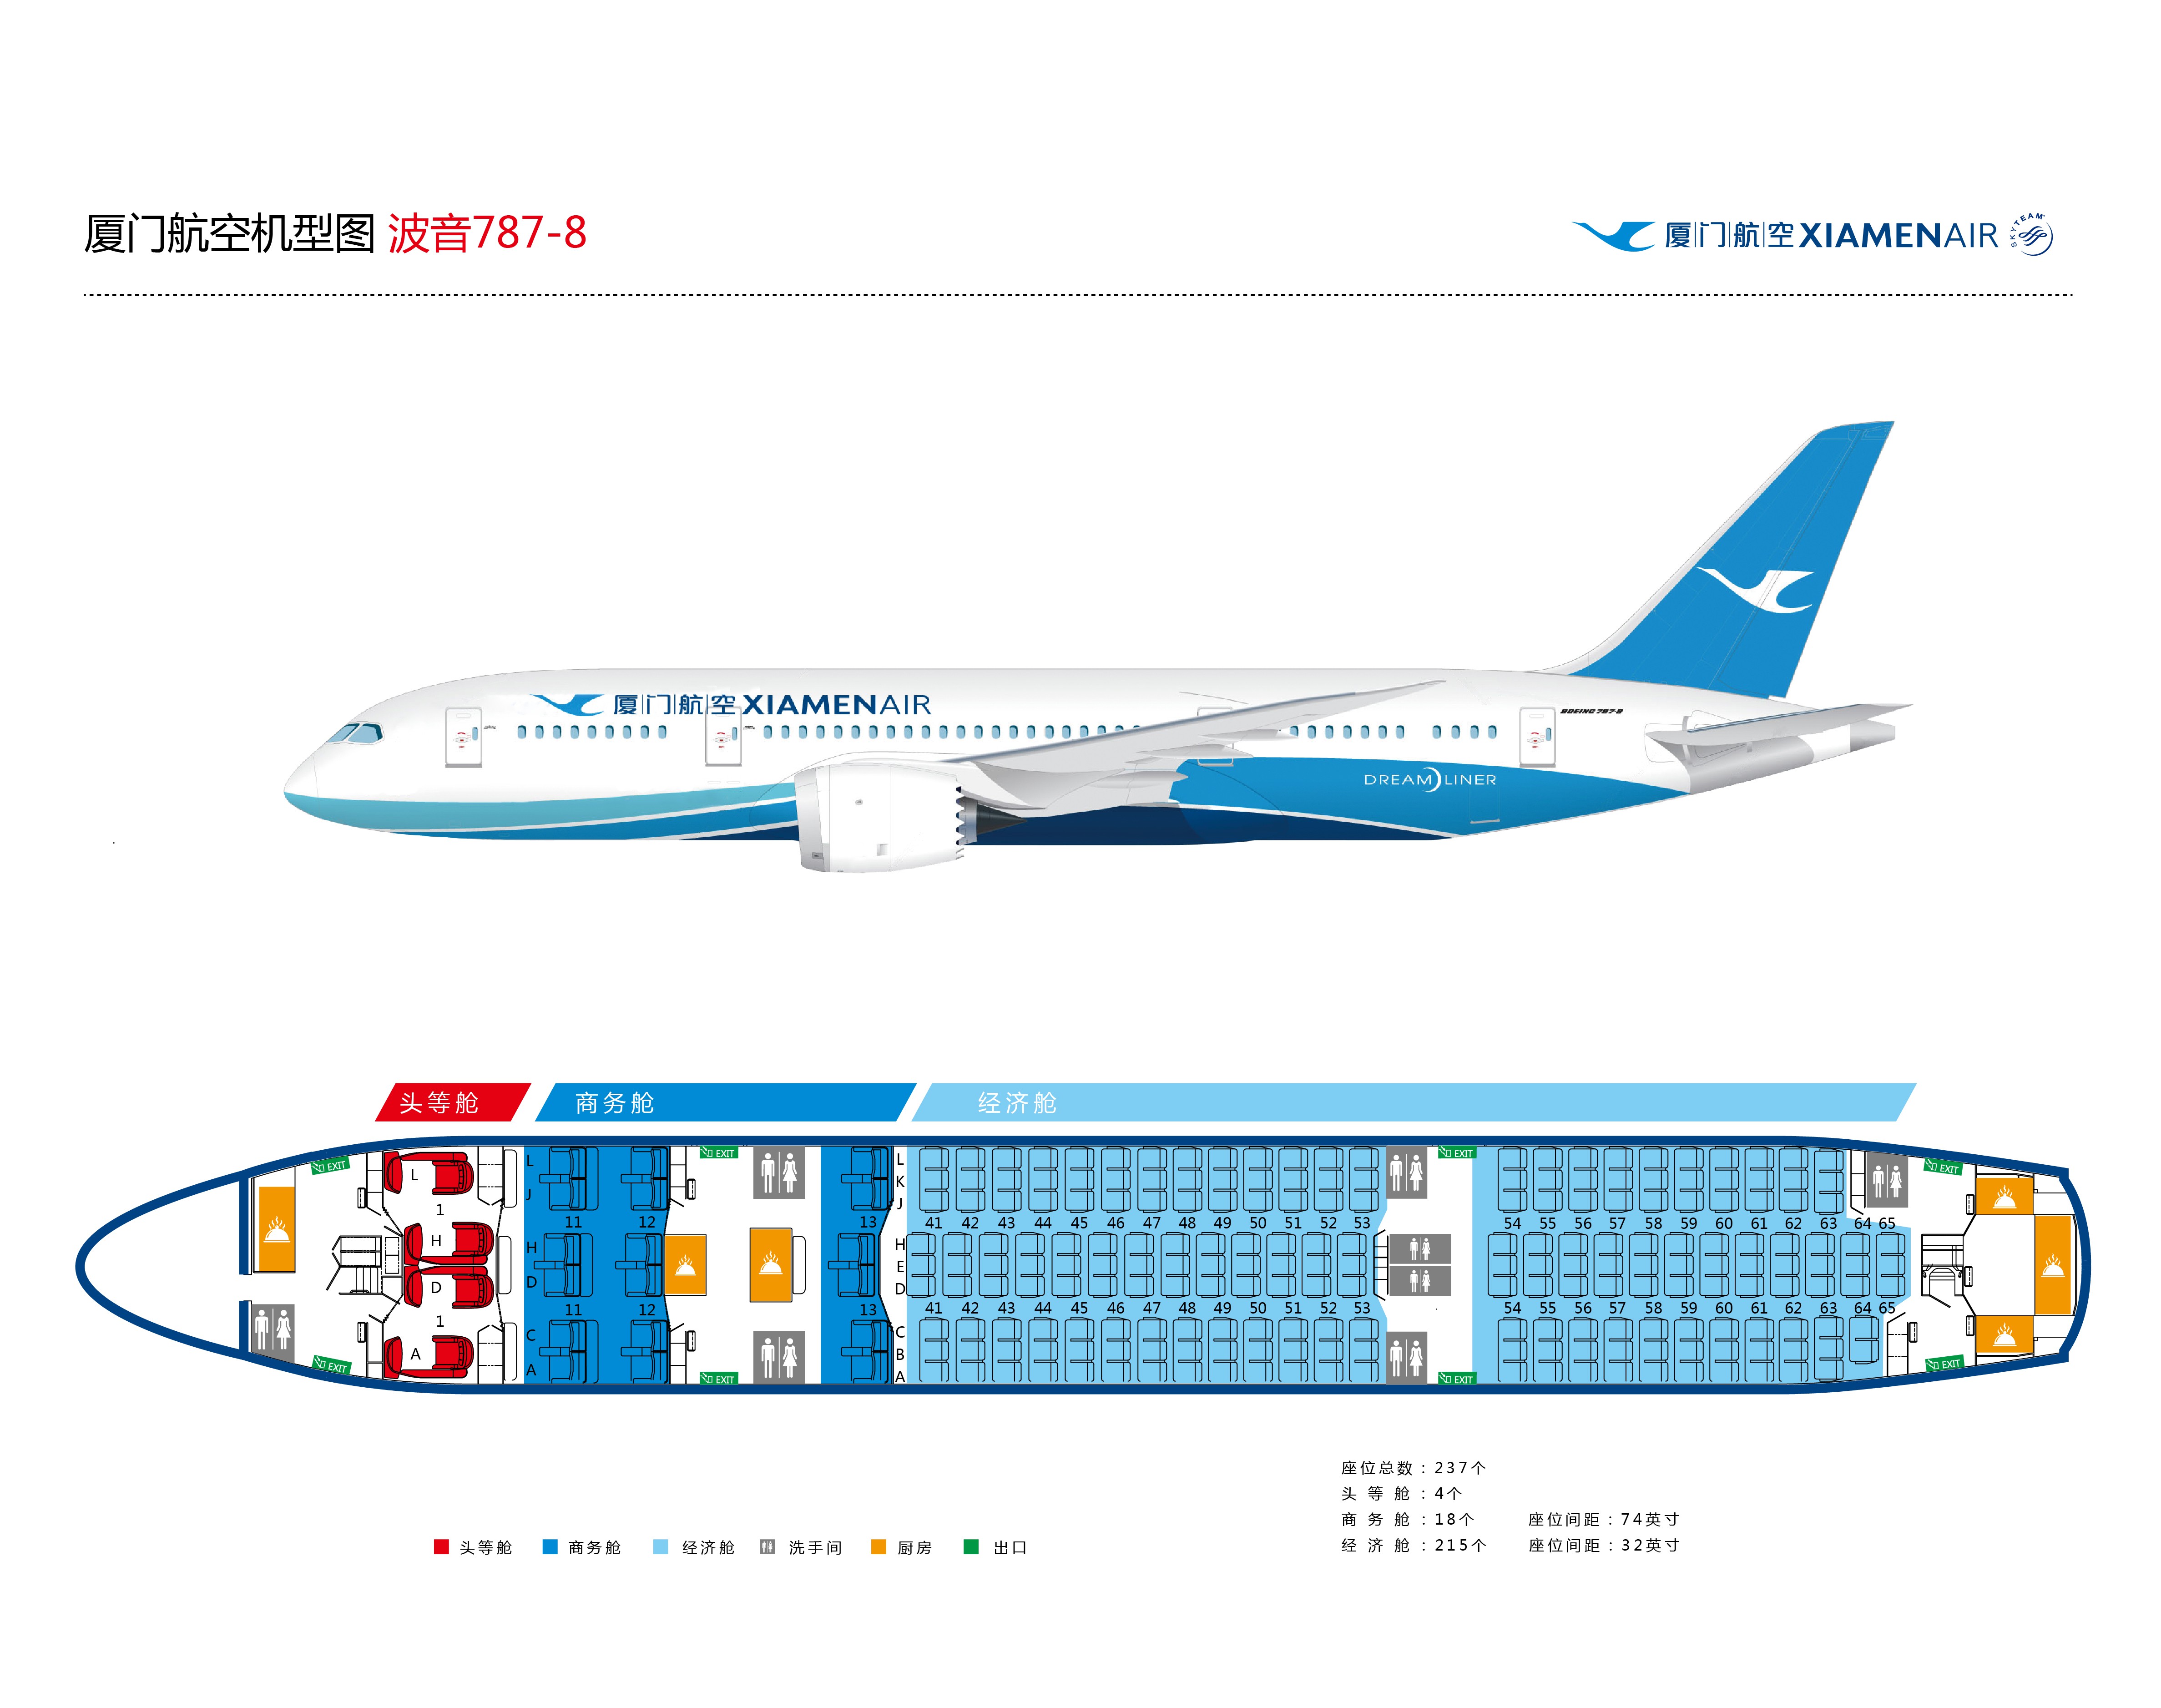 厦门航空机型图 波音787-8
厦门航空 XIAMENAIR SKYTEAM
厦门航空 XIAMENAIR
BOEING 787-8
DREAMLINER
头等舱 商务舱 经济舱
EXIT EXIT EXIT EXIT
L L L
K
J J
1 11 12 13 41 42 43 44 45 46 47 48 49 50 51 52 53 54 55 56 57 58 59 60 61 62 63 64 65
H H H
E
D D D
1 11 12 13 41 42 43 44 45 46 47 48 49 50 51 52 53 54 55 56 57 58 59 60 61 62 63 64 65
C C
B
A A A
EXIT EXIT EXIT EXIT
座位总数：237个
头 等 舱：4个
商 务 舱：18个 座位间距：74英寸
经 济 舱：215个 座位间距：32英寸
头等舱 商务舱 经济舱 洗手间 厨房 出口